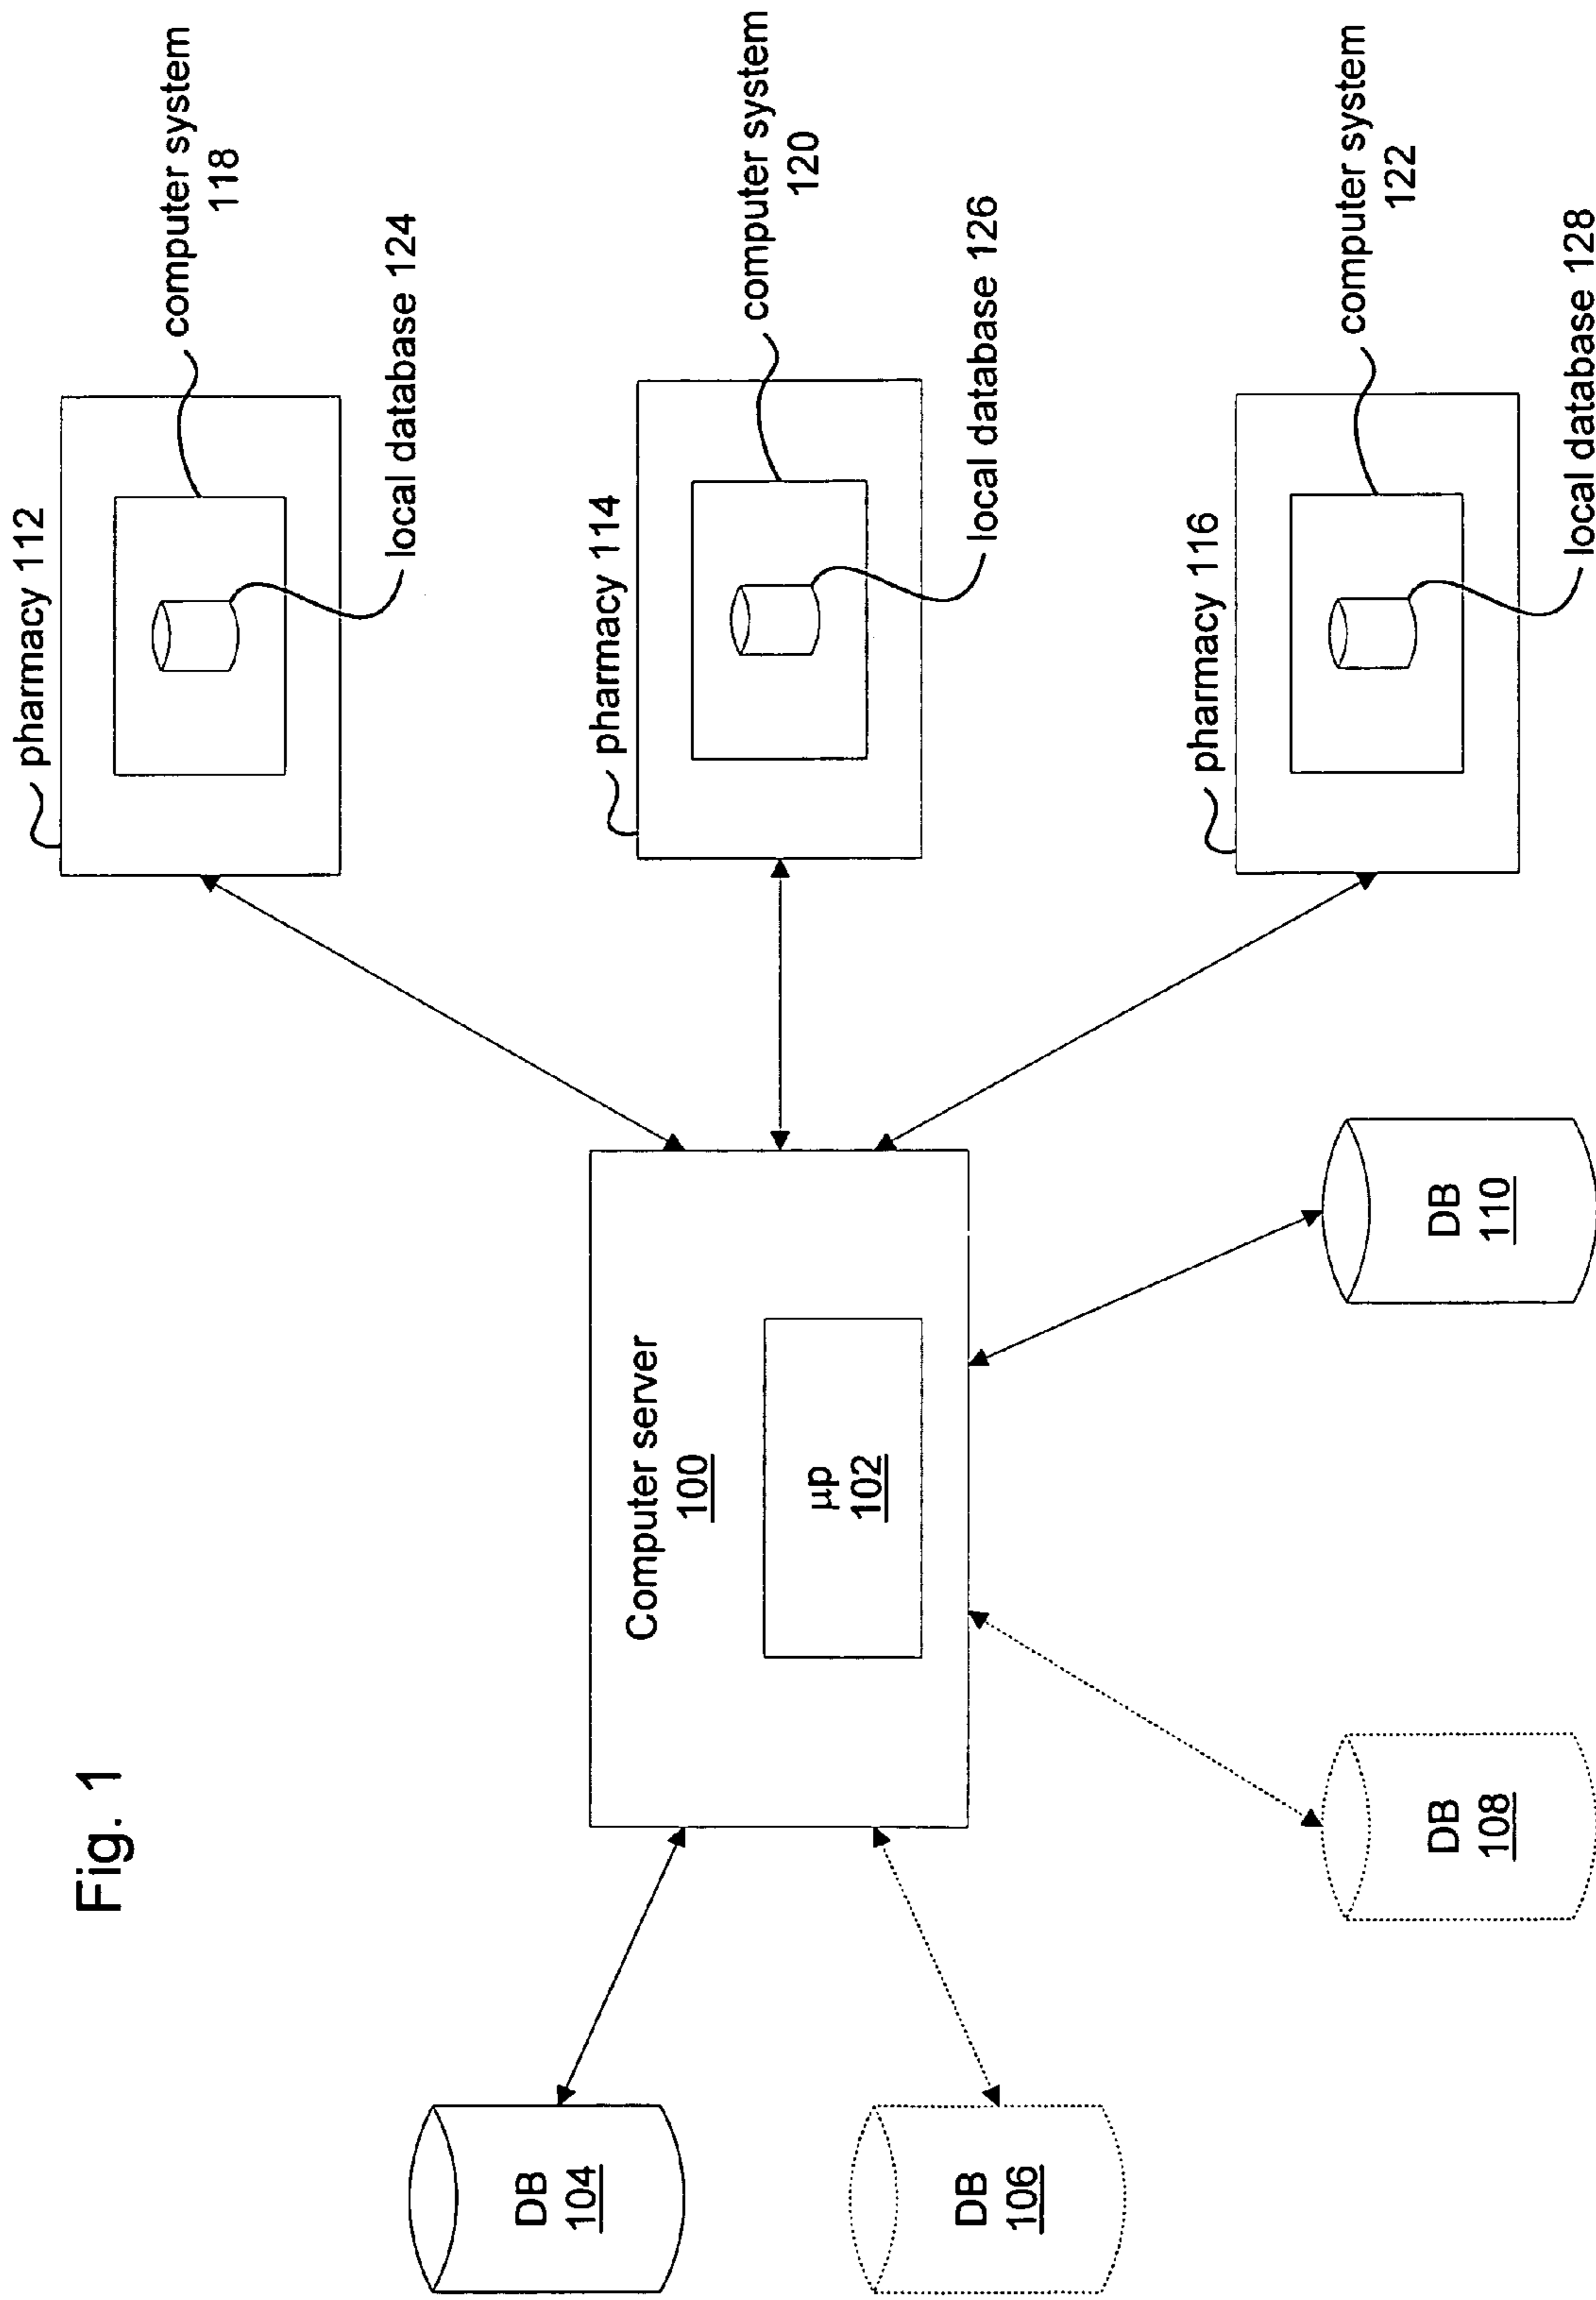 Fig. 1
pharmacy 112
computer system
118
local database 124
pharmacy 114
computer system
120
local database 126
pharmacy 116
computer system
122
local database 128
Computer server
100
µp
102
DB
104
DB
106
DB
108
DB
110